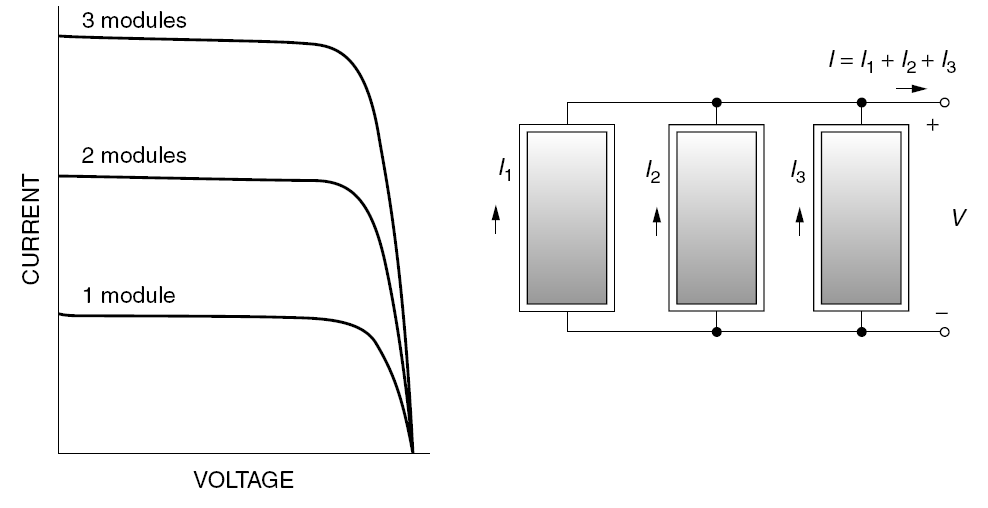 3 modules
2 modules
1 module
CURRENT
VOLTAGE
I = I₁ + I₂ + I₃
+
I₁
I₂
I₃
V
–